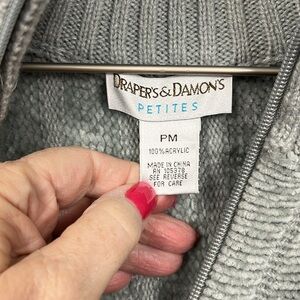 DRAPER'S & DAMON'S
PETITES
PM
100% ACRYLIC
MADE IN CHINA
RN 105378
SEE REVERSE
FOR CARE